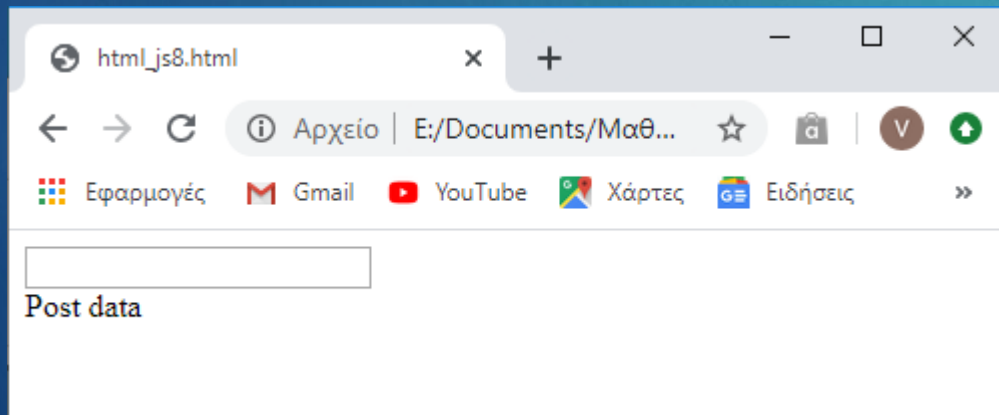 html_js8.html
Αρχείο E:/Documents/Μαθ...
V
Εφαρμογές Gmail YouTube Χάρτες Ειδήσεις
Post data